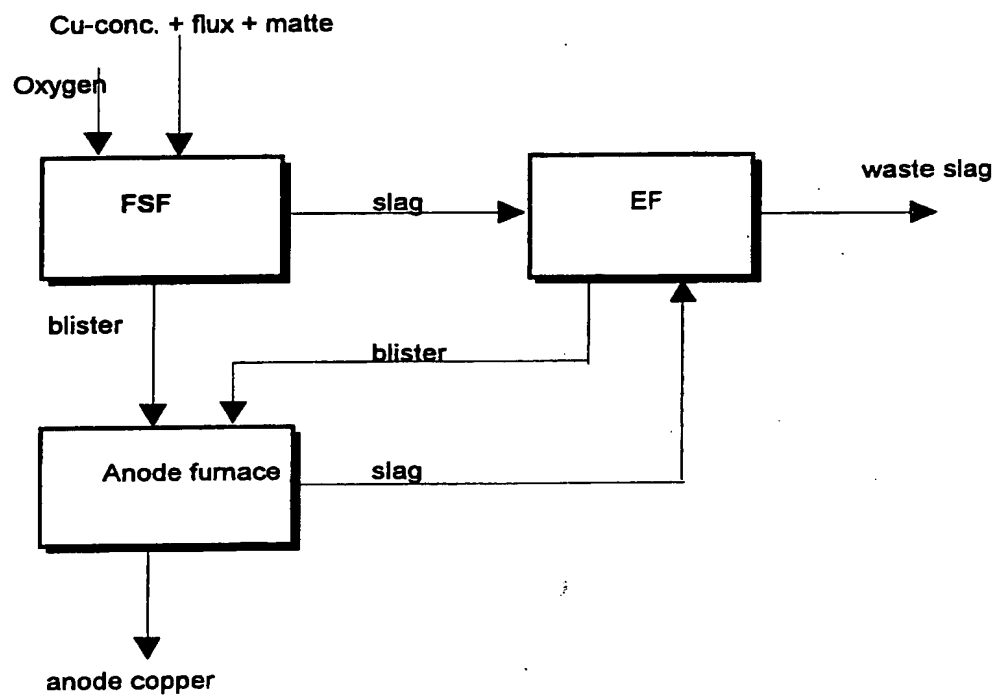 Cu-conc. + flux + matte
Oxygen
FSF
slag
EF
waste slag
blister
blister
Anode furnace
slag
anode copper